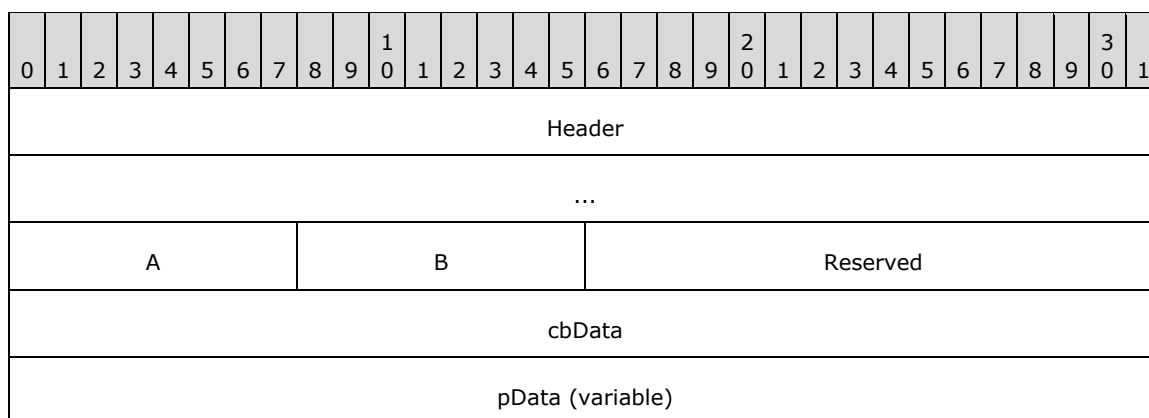 1 2 3
0 1 2 3 4 5 6 7 8 9 0 1 2 3 4 5 6 7 8 9 0 1 2 3 4 5 6 7 8 9 0 1
Header
...
A B Reserved
cbData
pData (variable)